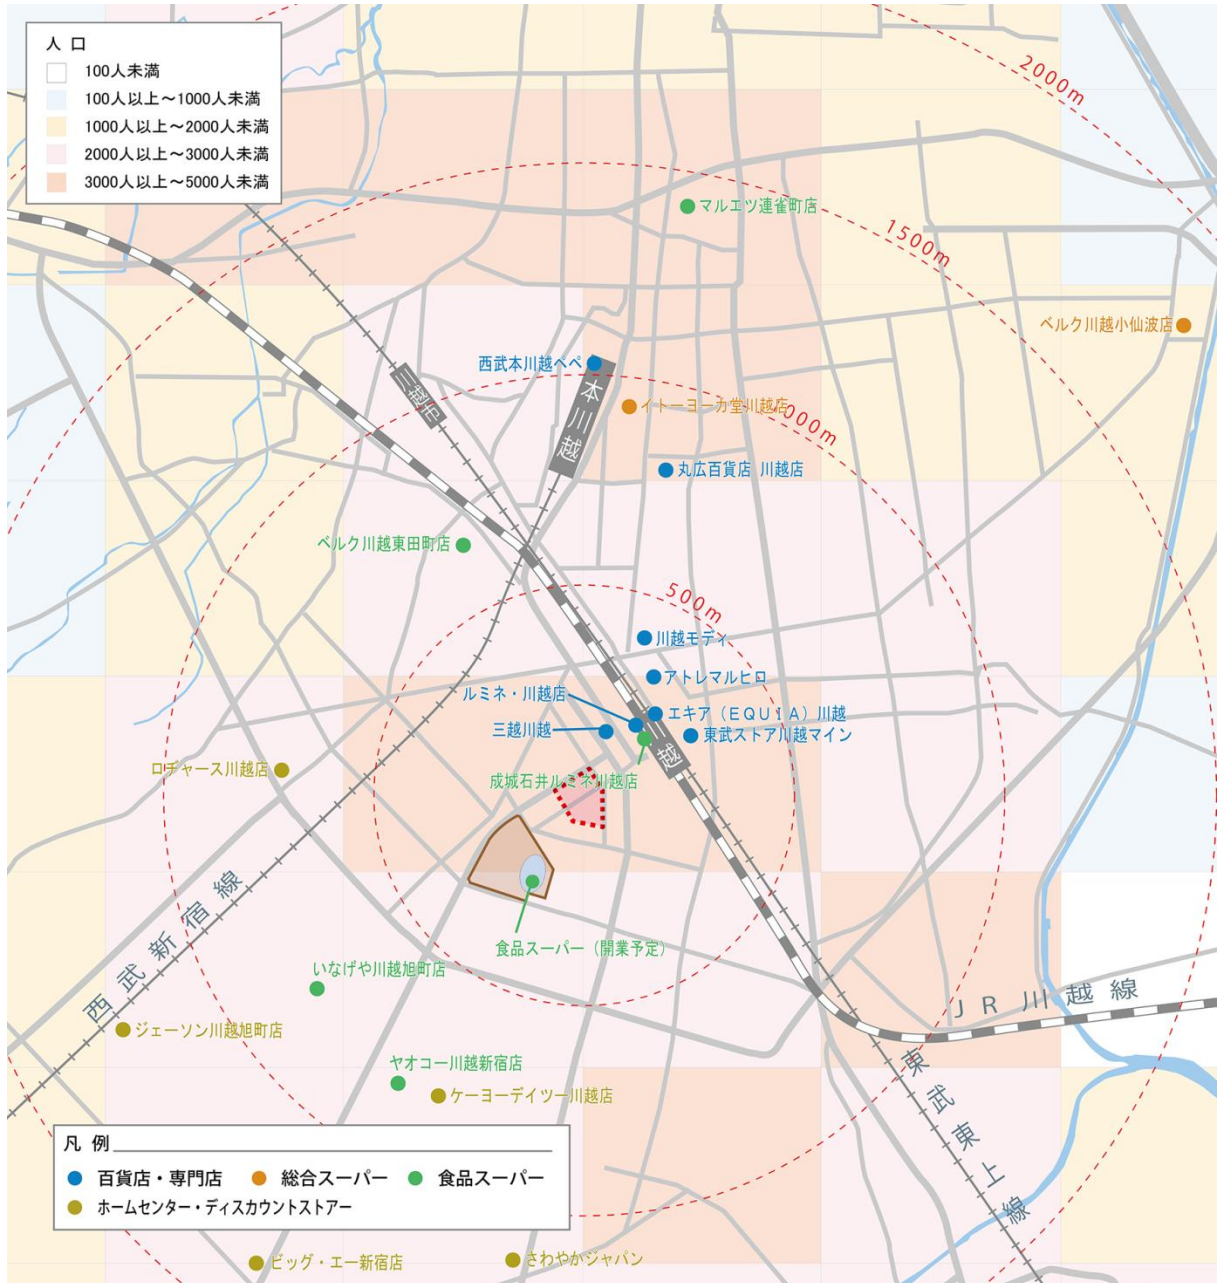 人 口
100人未満
100人以上～1000人未満
1000人以上～2000人未満
2000人以上～3000人未満
3000人以上～5000人未満
2000m
マルエツ連雀町店
1500m
ベルク川越小仙波店
西武本川越ペペ
川越市
本川越
イトーヨーカ堂川越店
000m
丸広百貨店 川越店
ベルク川越東田町店
500m
川越モディ
アトレマルヒロ
ルミネ・川越店
エキア（ＥＱＵＩＡ）川越
三越川越
東武ストア川越マイン
越
ロヂャース川越店
成城石井ルミネ川越店
西武新宿線
食品スーパー（開業予定）
いなげや川越旭町店
ＪＲ川越線
ジェーソン川越旭町店
東武東上線
ヤオコー川越新宿店
ケーヨーデイツー川越店
凡 例
百貨店・専門店
総合スーパー
食品スーパー
ホームセンター・ディスカウントストアー
ビッグ・エー新宿店
さわやかジャパン